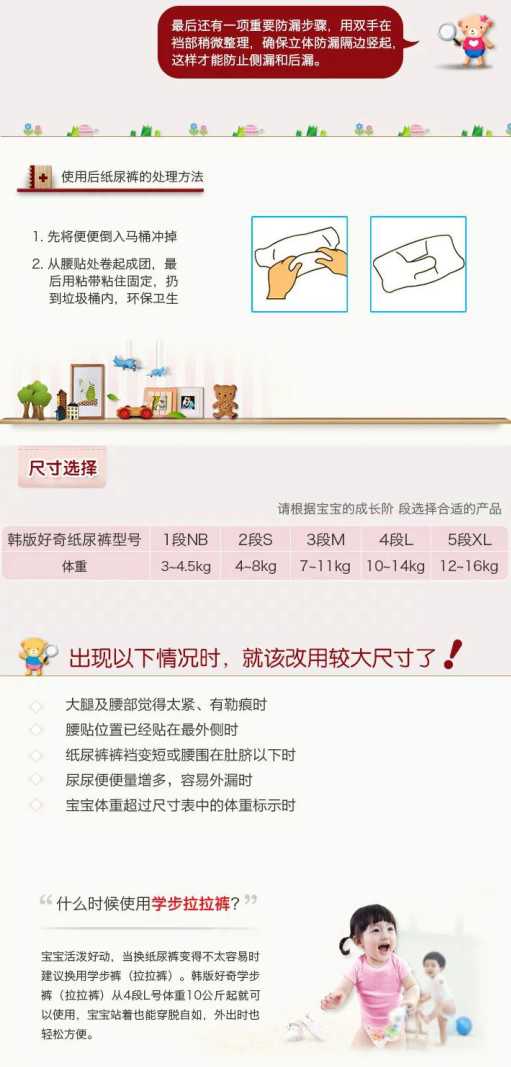 最后还有一项重要防漏步骤，用双手在
裆部稍微整理，确保立体防漏隔边竖起，
这样才能防止侧漏和后漏。
使用后纸尿裤的处理方法
1. 先将便便倒入马桶冲掉
2. 从腰贴处卷起成团，最
后用粘带粘住固定，扔
到垃圾桶内，环保卫生
尺寸选择
请根据宝宝的成长阶 段选择合适的产品
韩版好奇纸尿裤型号 1段NB 2段S 3段M 4段L 5段XL
体重 3~4.5kg 4~8kg 7~11kg 10~14kg 12~16kg
出现以下情况时，就该改用较大尺寸了！
大腿及腰部觉得太紧、有勒痕时
腰贴位置已经贴在最外侧时
纸尿裤裤裆变短或腰围在肚脐以下时
尿尿便便量增多，容易外漏时
宝宝体重超过尺寸表中的体重标示时
“什么时候使用学步拉拉裤？”
宝宝活泼好动，当换纸尿裤变得不太容易时
建议换用学步裤（拉拉裤）。韩版好奇学步
裤（拉拉裤）从4段L号体重10公斤起就可
以使用，宝宝站着也能穿脱自如，外出时也
轻松方便。